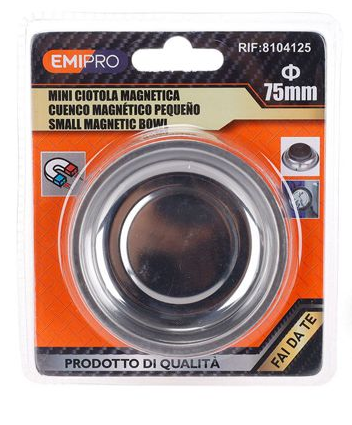 EMIPRO
RIF:8104125
Φ
75mm
MINI CIOTOLA MAGNETICA
CUENCO MAGNÉTICO PEQUEÑO
SMALL MAGNETIC BOWL
FAI DA TE
PRODOTTO DI QUALITÀ